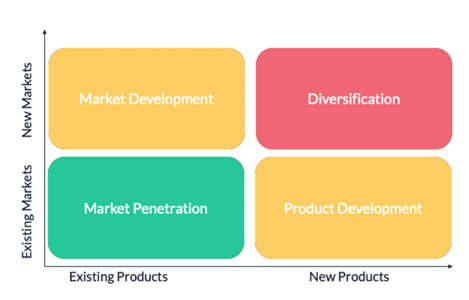 New Markets
Market Development
Diversification
Existing Markets
Market Penetration
Product Development
Existing Products
New Products